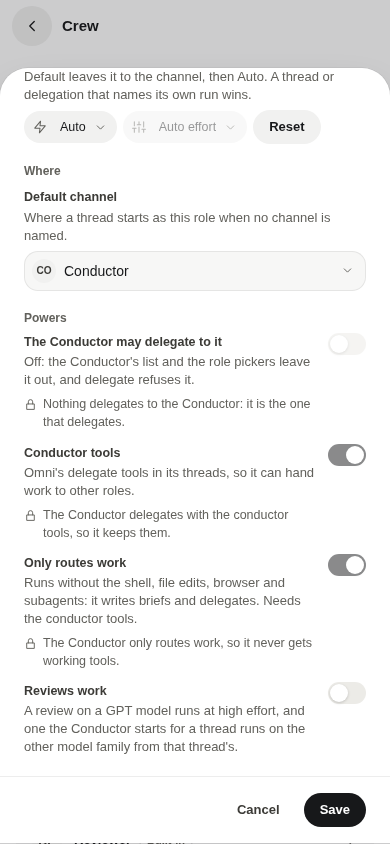 Crew
Default leaves it to the channel, then Auto. A thread or
delegation that names its own run wins.
Auto
Auto effort
Reset
Where
Default channel
Where a thread starts as this role when no channel is
named.
CO
Conductor
Powers
The Conductor may delegate to it
Off: the Conductor's list and the role pickers leave
it out, and delegate refuses it.
Nothing delegates to the Conductor: it is the one
that delegates.
Conductor tools
Omni's delegate tools in its threads, so it can hand
work to other roles.
The Conductor delegates with the conductor
tools, so it keeps them.
Only routes work
Runs without the shell, file edits, browser and
subagents: it writes briefs and delegates. Needs
the conductor tools.
The Conductor only routes work, so it never gets
working tools.
Reviews work
A review on a GPT model runs at high effort, and
one the Conductor starts for a thread runs on the
other model family from that thread's.
Cancel
Save